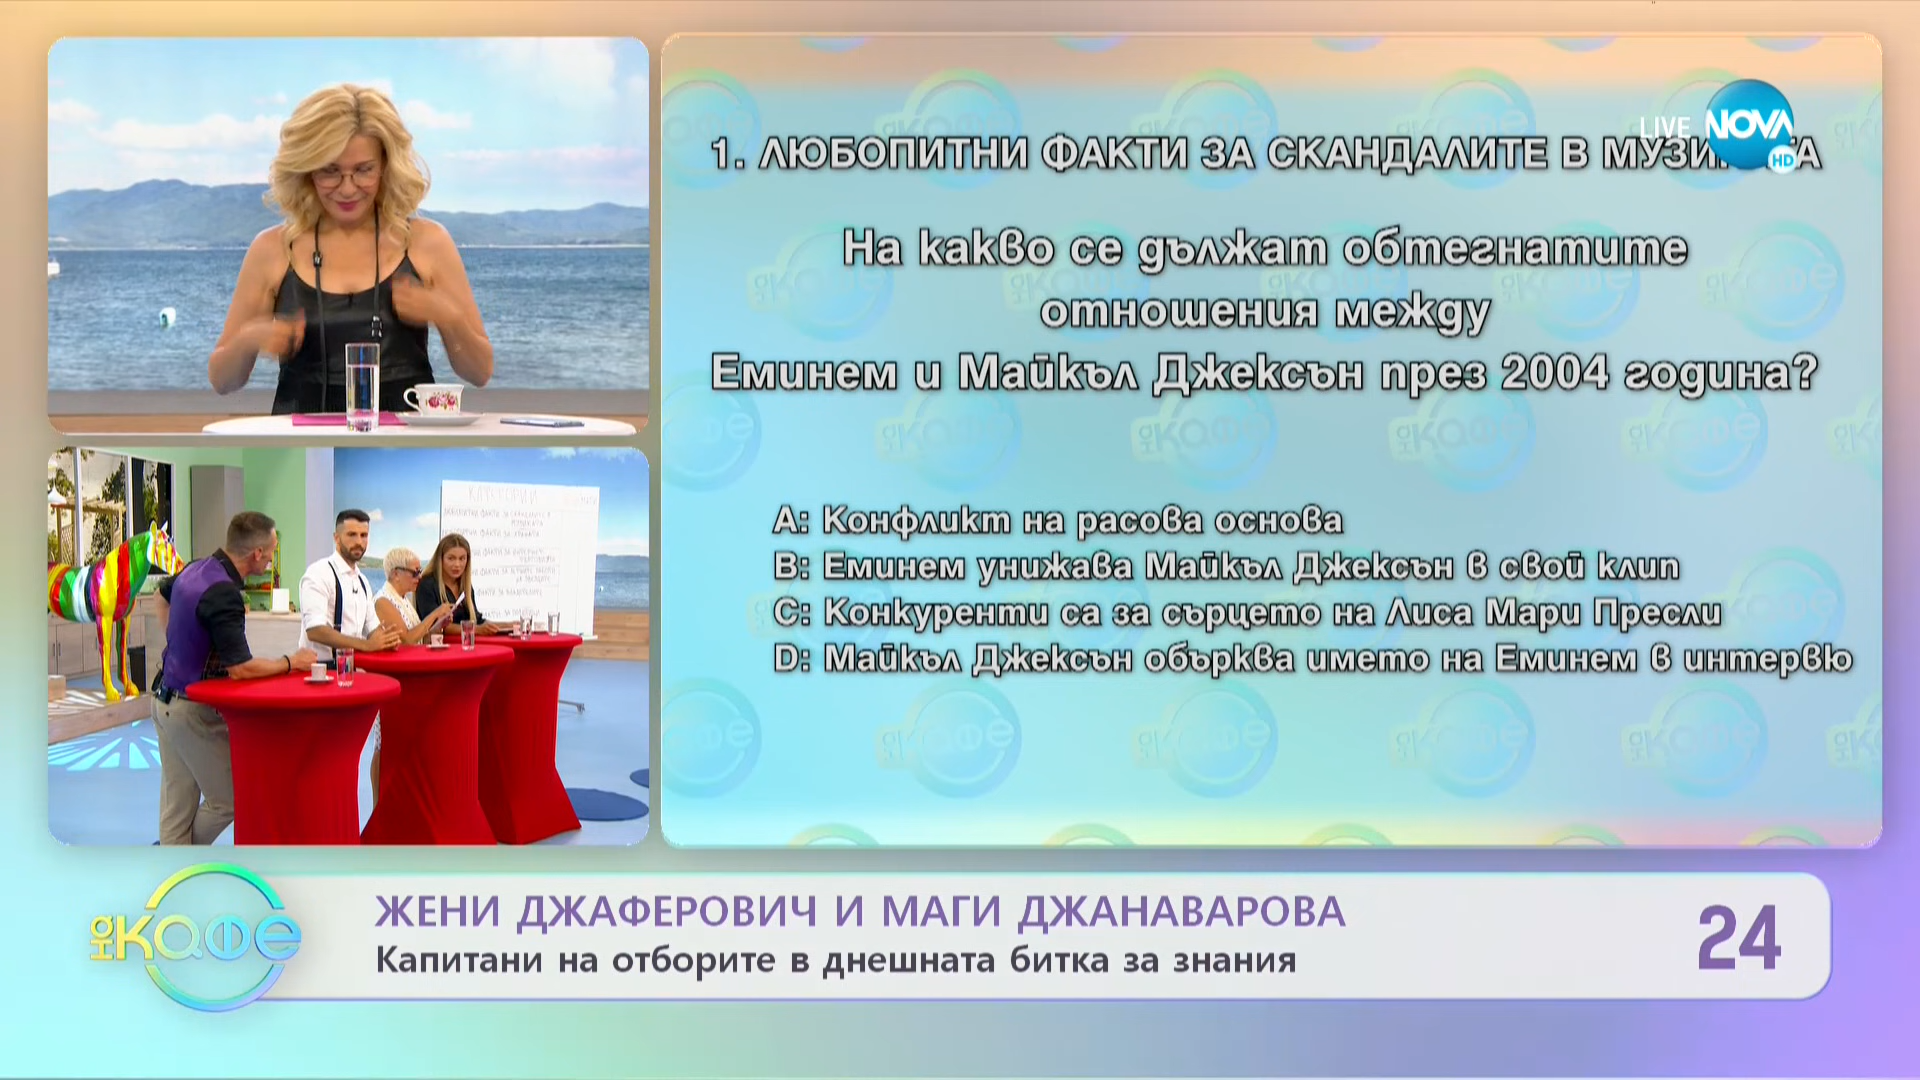 LIVE NOVA HD
1. ЛЮБОПИТНИ ФАКТИ ЗА СКАНДАЛИТЕ В
На какво се дължат обтегнатите
отношения между
Еминем и Майкъл Джексън през 2004 година?
A: Конфликт на расова основа
B: Еминем унижава Майкъл Джексън в свой клип
C: Конкуренти са за сърцето на Лиса Мари Пресли
D: Майкъл Джексън обърква името на Еминем в интервю
КАТЕГОРИИ
на КАФЕ
ЖЕНИ ДЖАФЕРОВИЧ И МАГИ ДЖАНАВАРОВА
Капитани на отборите в днешната битка за знания
24